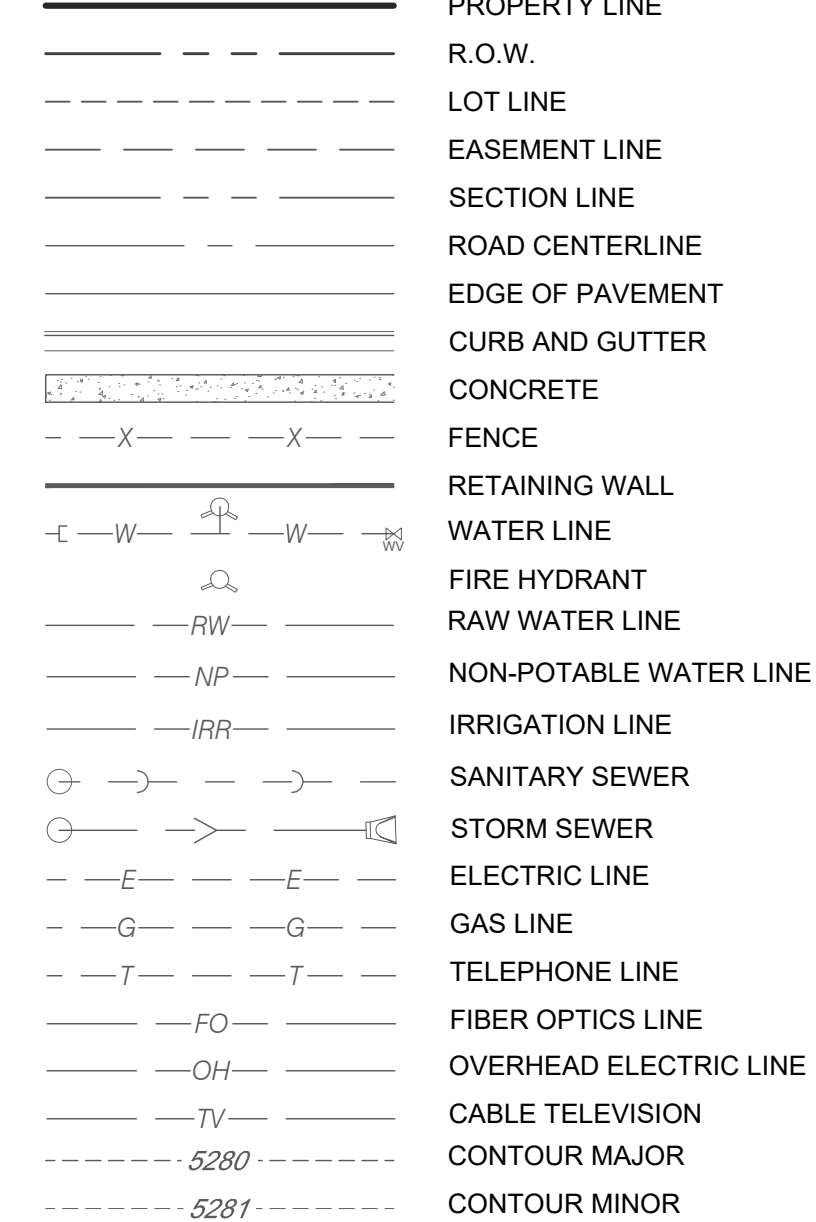 PROPERTY LINE
R.O.W.
LOT LINE
EASEMENT LINE
SECTION LINE
ROAD CENTERLINE
EDGE OF PAVEMENT
CURB AND GUTTER
CONCRETE
X X FENCE
RETAINING WALL
W W WV WATER LINE
FIRE HYDRANT
RW RAW WATER LINE
NP NON-POTABLE WATER LINE
IRR IRRIGATION LINE
SANITARY SEWER
STORM SEWER
E E ELECTRIC LINE
G G GAS LINE
T T TELEPHONE LINE
FO FIBER OPTICS LINE
OH OVERHEAD ELECTRIC LINE
TV CABLE TELEVISION
5280 CONTOUR MAJOR
5281 CONTOUR MINOR